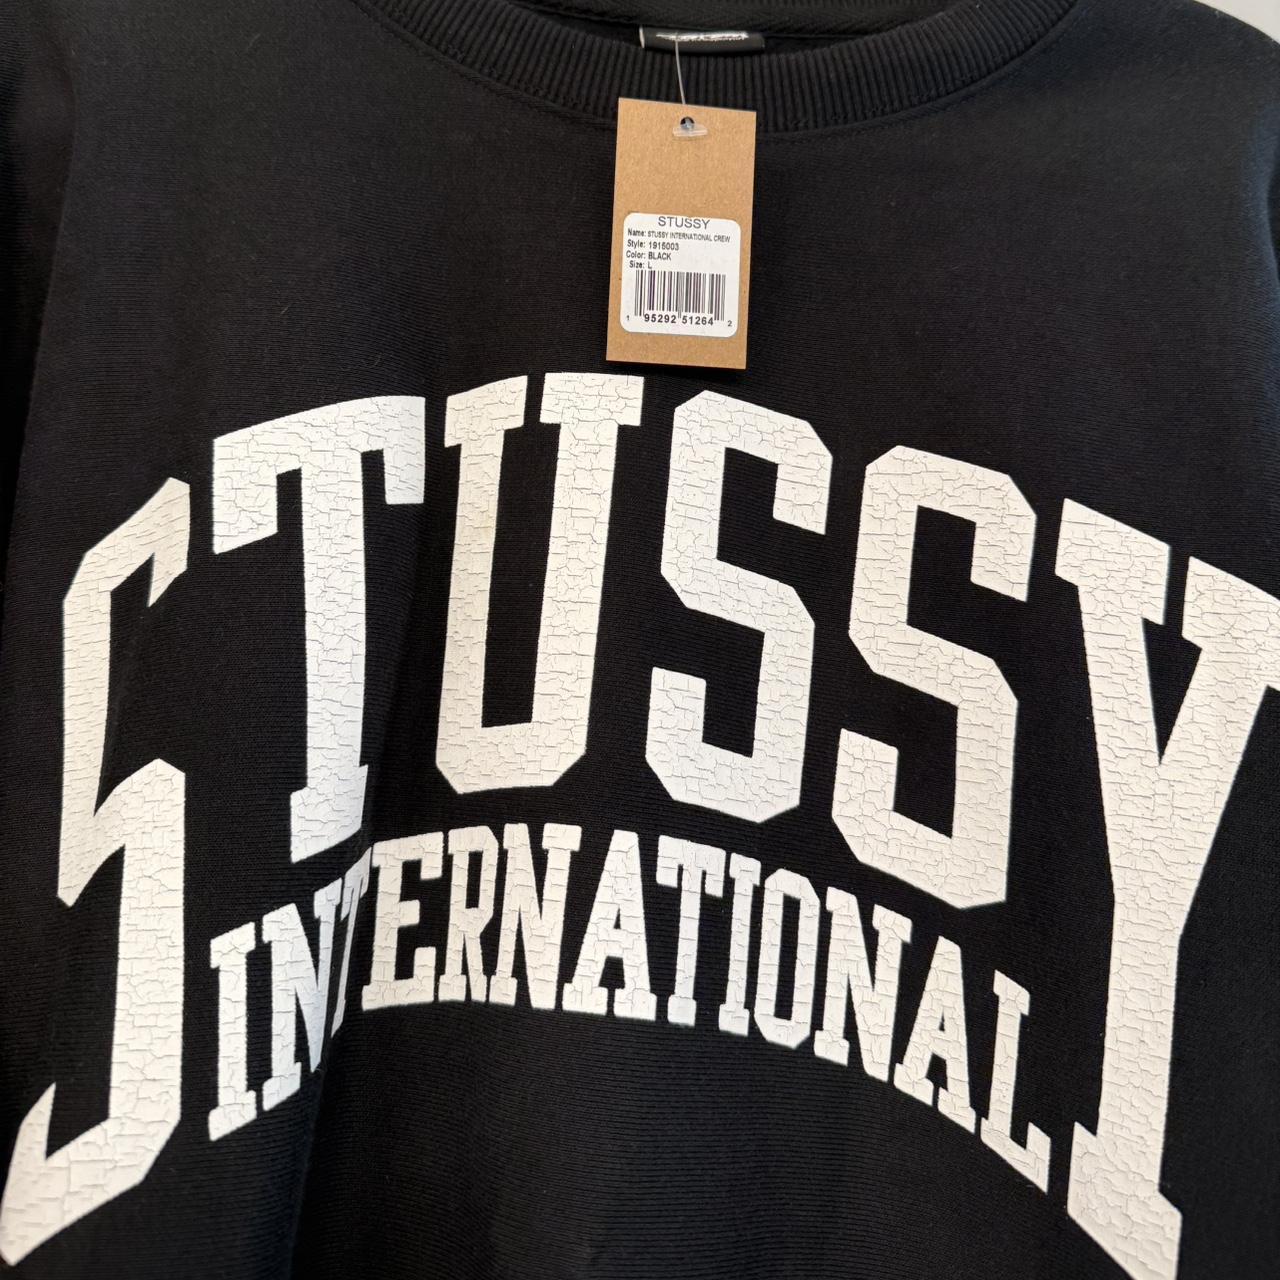 STUSSY
Name: STUSSY INTERNATIONAL CREW
Style: 1915003
Color: BLACK
Size: L
1 95292 51264 2
STUSSY
INTERNATIONAL